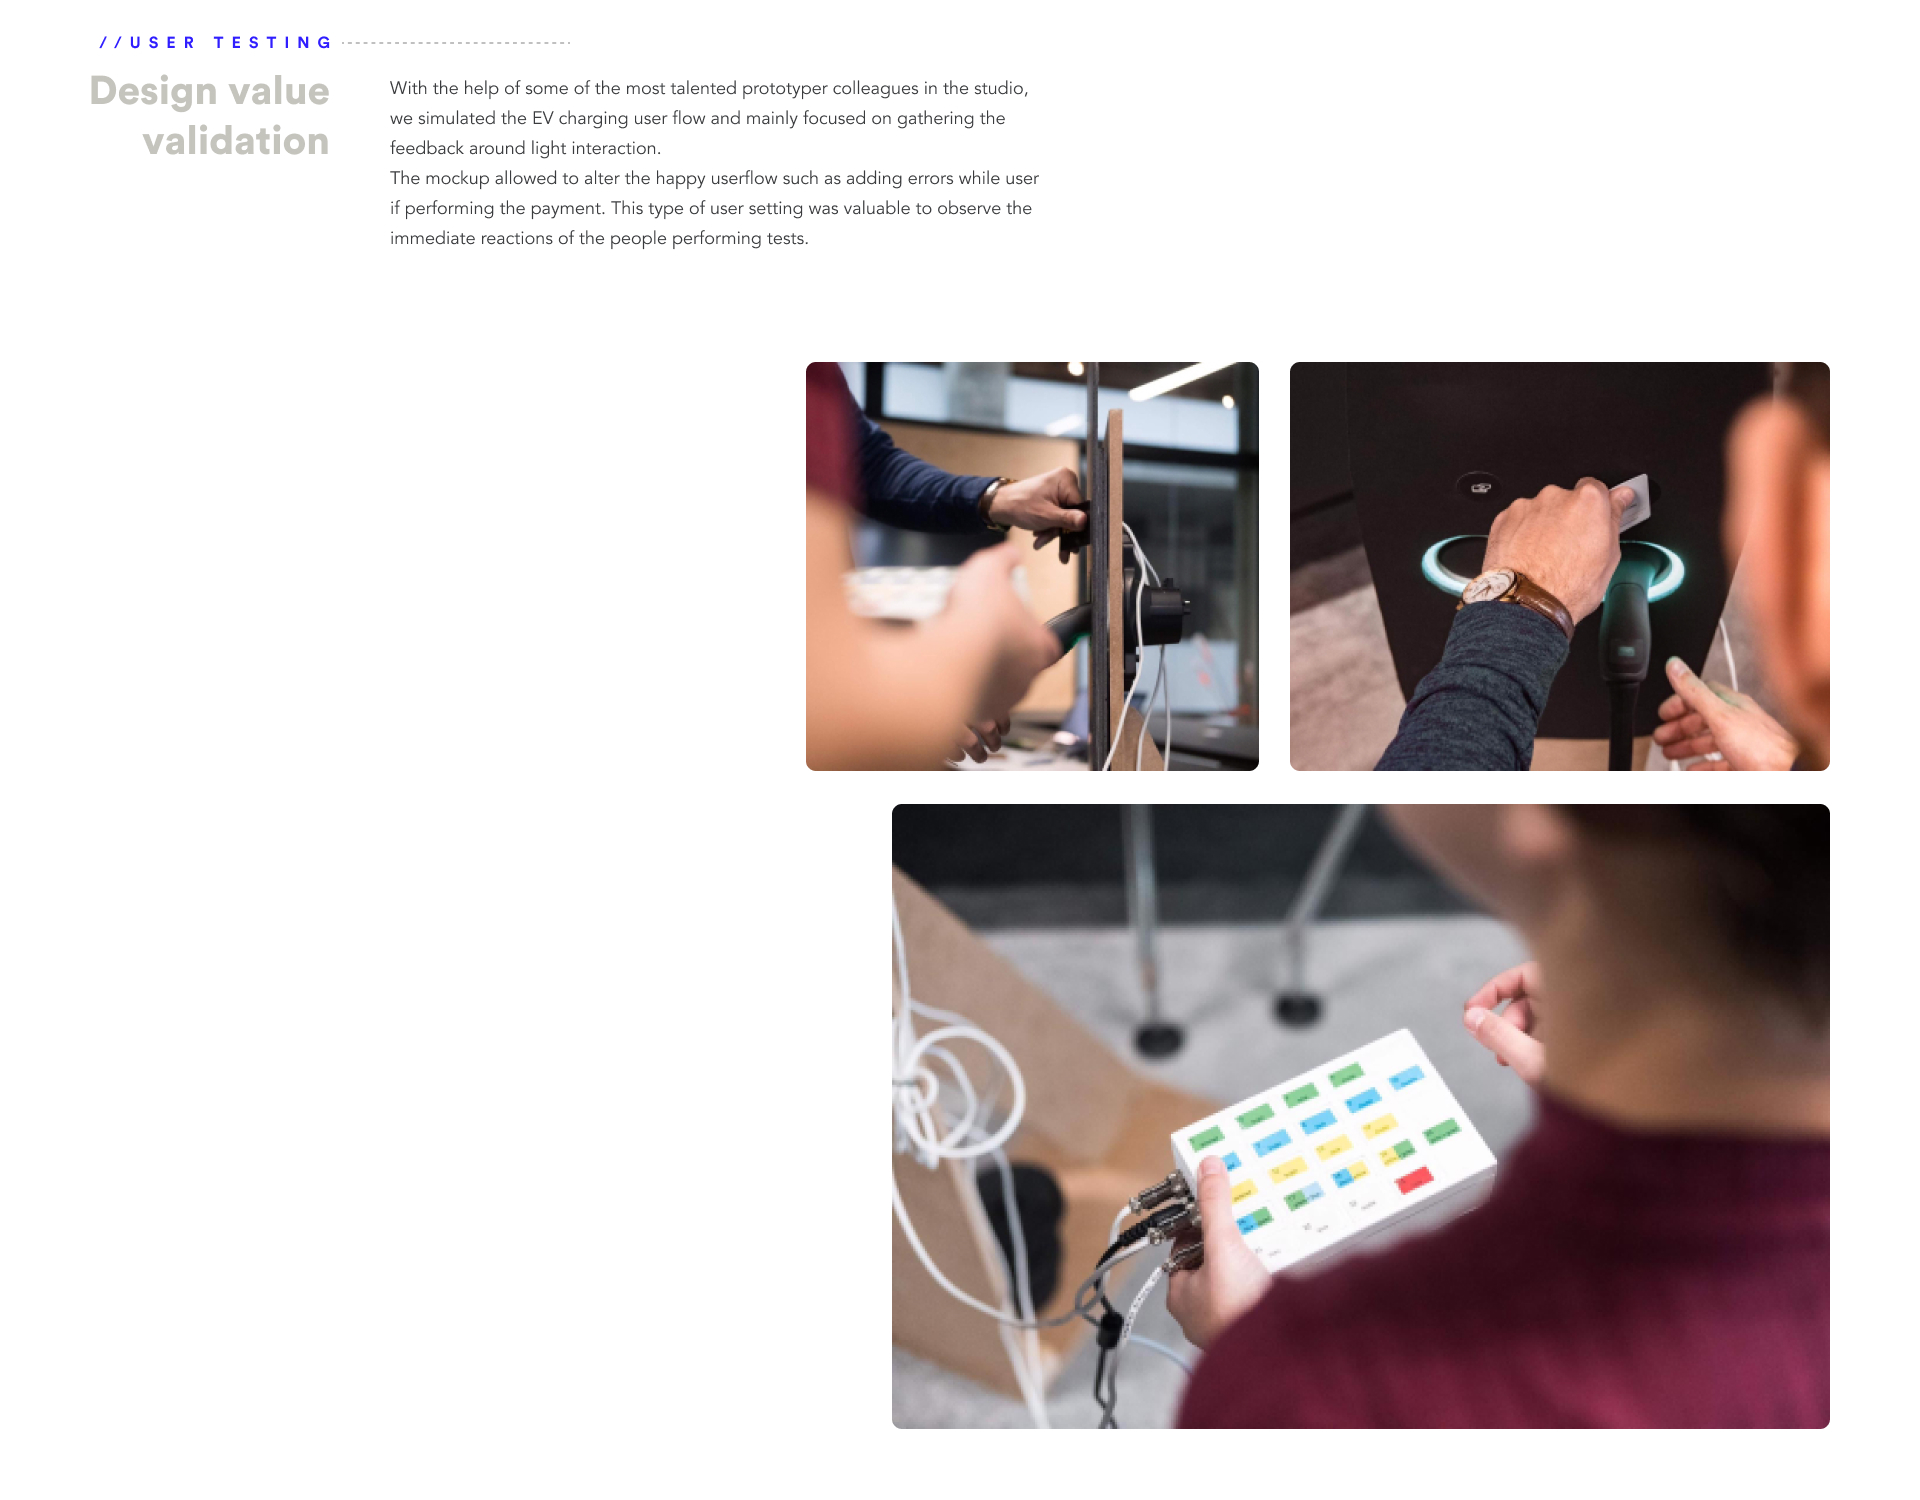 //USER TESTING
Design value
validation
With the help of some of the most talented prototyper colleagues in the studio,
we simulated the EV charging user flow and mainly focused on gathering the
feedback around light interaction.
The mockup allowed to alter the happy userflow such as adding errors while user
if performing the payment. This type of user setting was valuable to observe the
immediate reactions of the people performing tests.